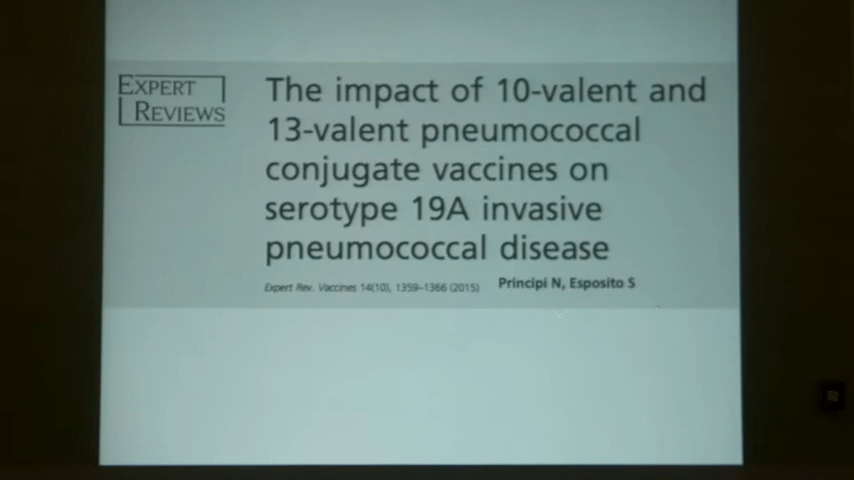 EXPERT
REVIEWS
The impact of 10-valent and
13-valent pneumococcal
conjugate vaccines on
serotype 19A invasive
pneumococcal disease
Expert Rev. Vaccines 14(10), 1359–1366 (2015) Principi N, Esposito S